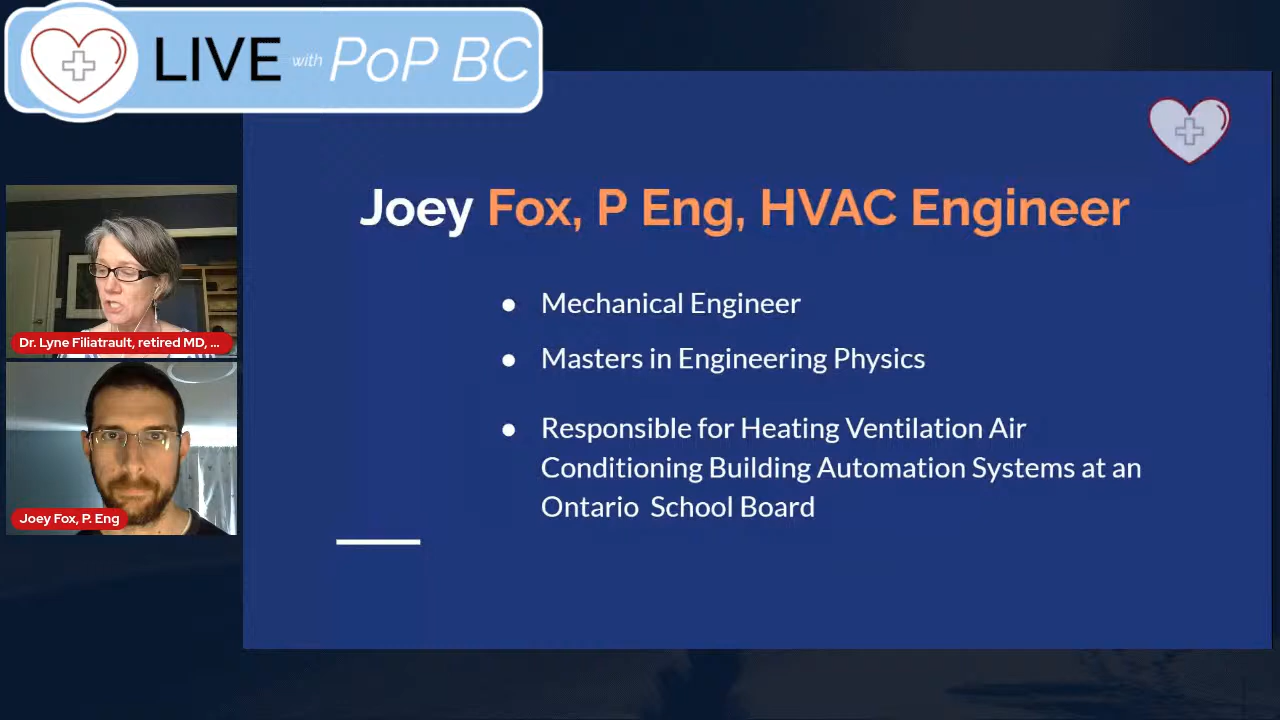 LIVE with PoP BC
Joey Fox, P Eng, HVAC Engineer
● Mechanical Engineer
● Masters in Engineering Physics
● Responsible for Heating Ventilation Air
Conditioning Building Automation Systems at an
Ontario School Board
Dr. Lyne Filiatrault, retired MD, ...
Joey Fox, P. Eng